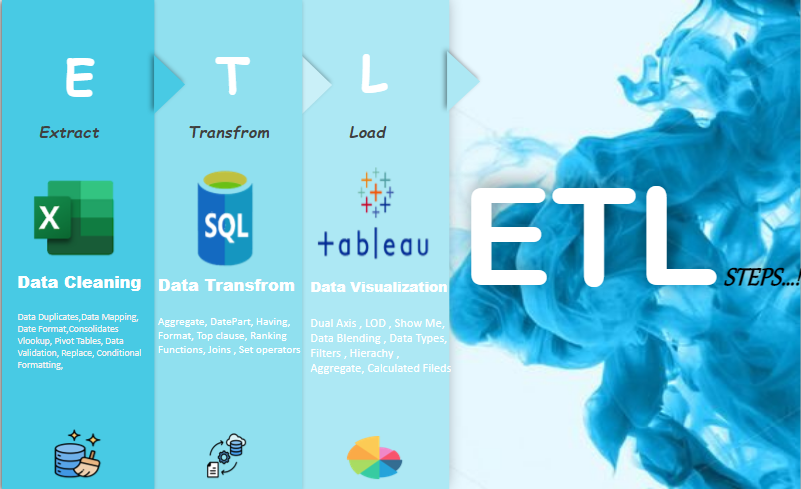 E
Extract
X
Data Cleaning
Data Duplicates,Data Mapping,
Date Format,Consolidates
Vlookup, Pivot Tables, Data
Validation, Replace, Conditional
Formatting,
T
Transfrom
SQL
Data Transfrom
Aggregate, DatePart, Having,
Format, Top clause, Ranking
Functions, Joins , Set operators
L
Load
tableau
Data Visualization
Dual Axis , LOD , Show Me,
Data Blending , Data Types,
Filters , Hierachy ,
Aggregate, Calculated Fileds
ETL
STEPS...!